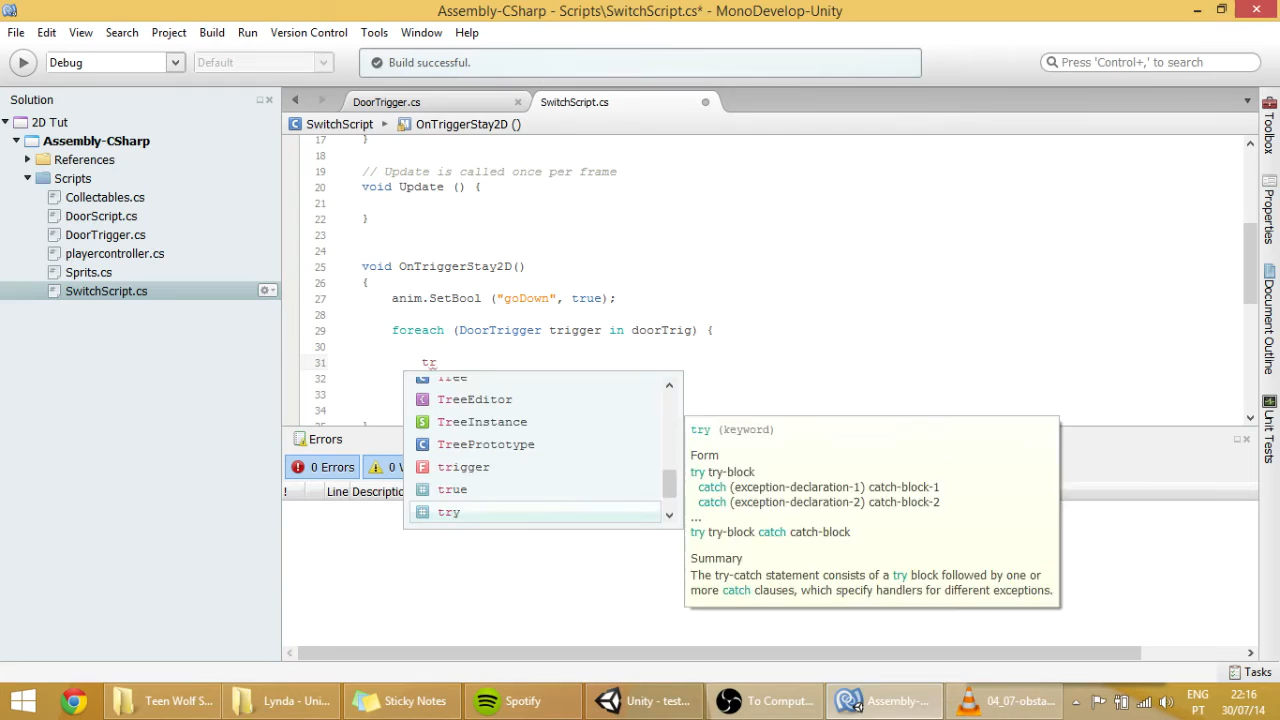 Assembly-CSharp - Scripts\SwitchScript.cs* - MonoDevelop-Unity
File Edit View Search Project Build Run Version Control Tools Window Help
Debug Default Build successful. Press 'Control+,' to search
Solution
2D Tut
Assembly-CSharp
References
Scripts
Collectables.cs
DoorScript.cs
DoorTrigger.cs
playercontroller.cs
Sprits.cs
SwitchScript.cs
DoorTrigger.cs SwitchScript.cs
SwitchScript OnTriggerStay2D ()
17 }
18
19 // Update is called once per frame
20 void Update () {
21
22 }
23
24
25 void OnTriggerStay2D()
26 {
27 anim.SetBool ("goDown", true);
28
29 foreach (DoorTrigger trigger in doorTrig) {
30
31 tr
32
33
34
Tree
TreeEditor
TreeInstance
TreePrototype
trigger
true
try
try (keyword)
Form
try try-block
catch (exception-declaration-1) catch-block-1
catch (exception-declaration-2) catch-block-2
...
try try-block catch catch-block
Summary
The try-catch statement consists of a try block followed by one or
more catch clauses, which specify handlers for different exceptions.
Errors
0 Errors 0
! Line Descriptio
Toolbox
Properties
Document Outline
Unit Tests
Tasks
Teen Wolf S... Lynda - Uni... Sticky Notes Spotify Unity - test... To Comput... Assembly-... 04_07-obsta...
ENG
PT
22:16
30/07/14